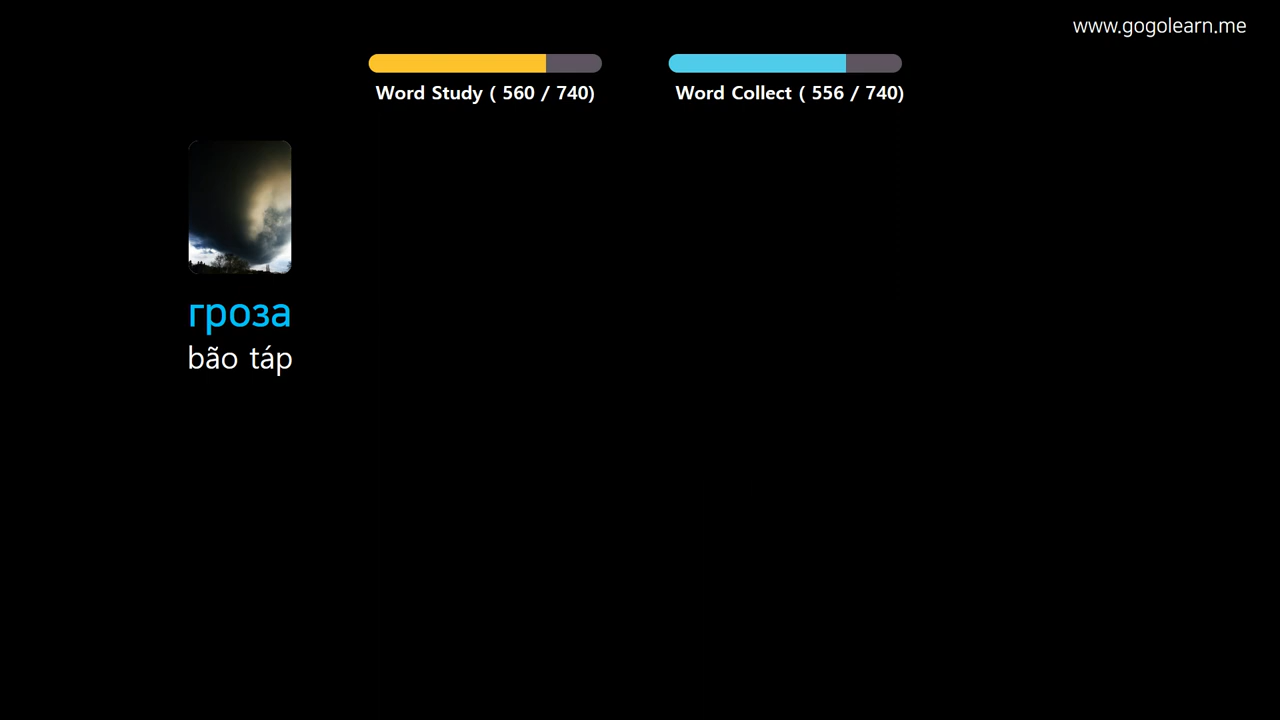 www.gogolearn.me
Word Study ( 560 / 740)
Word Collect ( 556 / 740)
гроза
bão táp